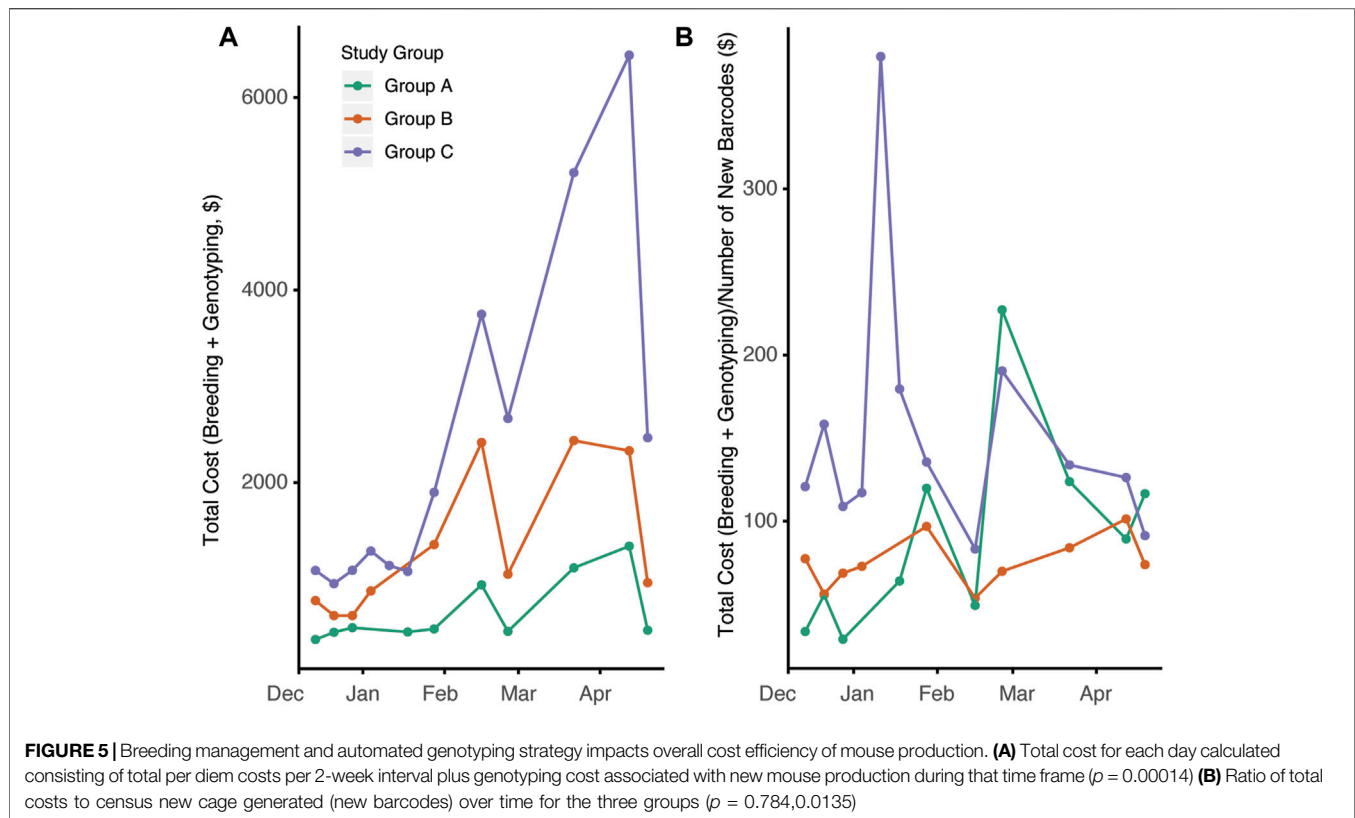 A
Total Cost (Breeding + Genotyping, $)
6000
4000
2000
Study Group
Group A
Group B
Group C
Dec Jan Feb Mar Apr
B
Total Cost (Breeding + Genotyping)/Number of New Barcodes ($)
300
200
100
Dec Jan Feb Mar Apr
FIGURE 5 | Breeding management and automated genotyping strategy impacts overall cost efficiency of mouse production. (A) Total cost for each day calculated
consisting of total per diem costs per 2-week interval plus genotyping cost associated with new mouse production during that time frame (p = 0.00014) (B) Ratio of total
costs to census new cage generated (new barcodes) over time for the three groups (p = 0.784,0.0135)